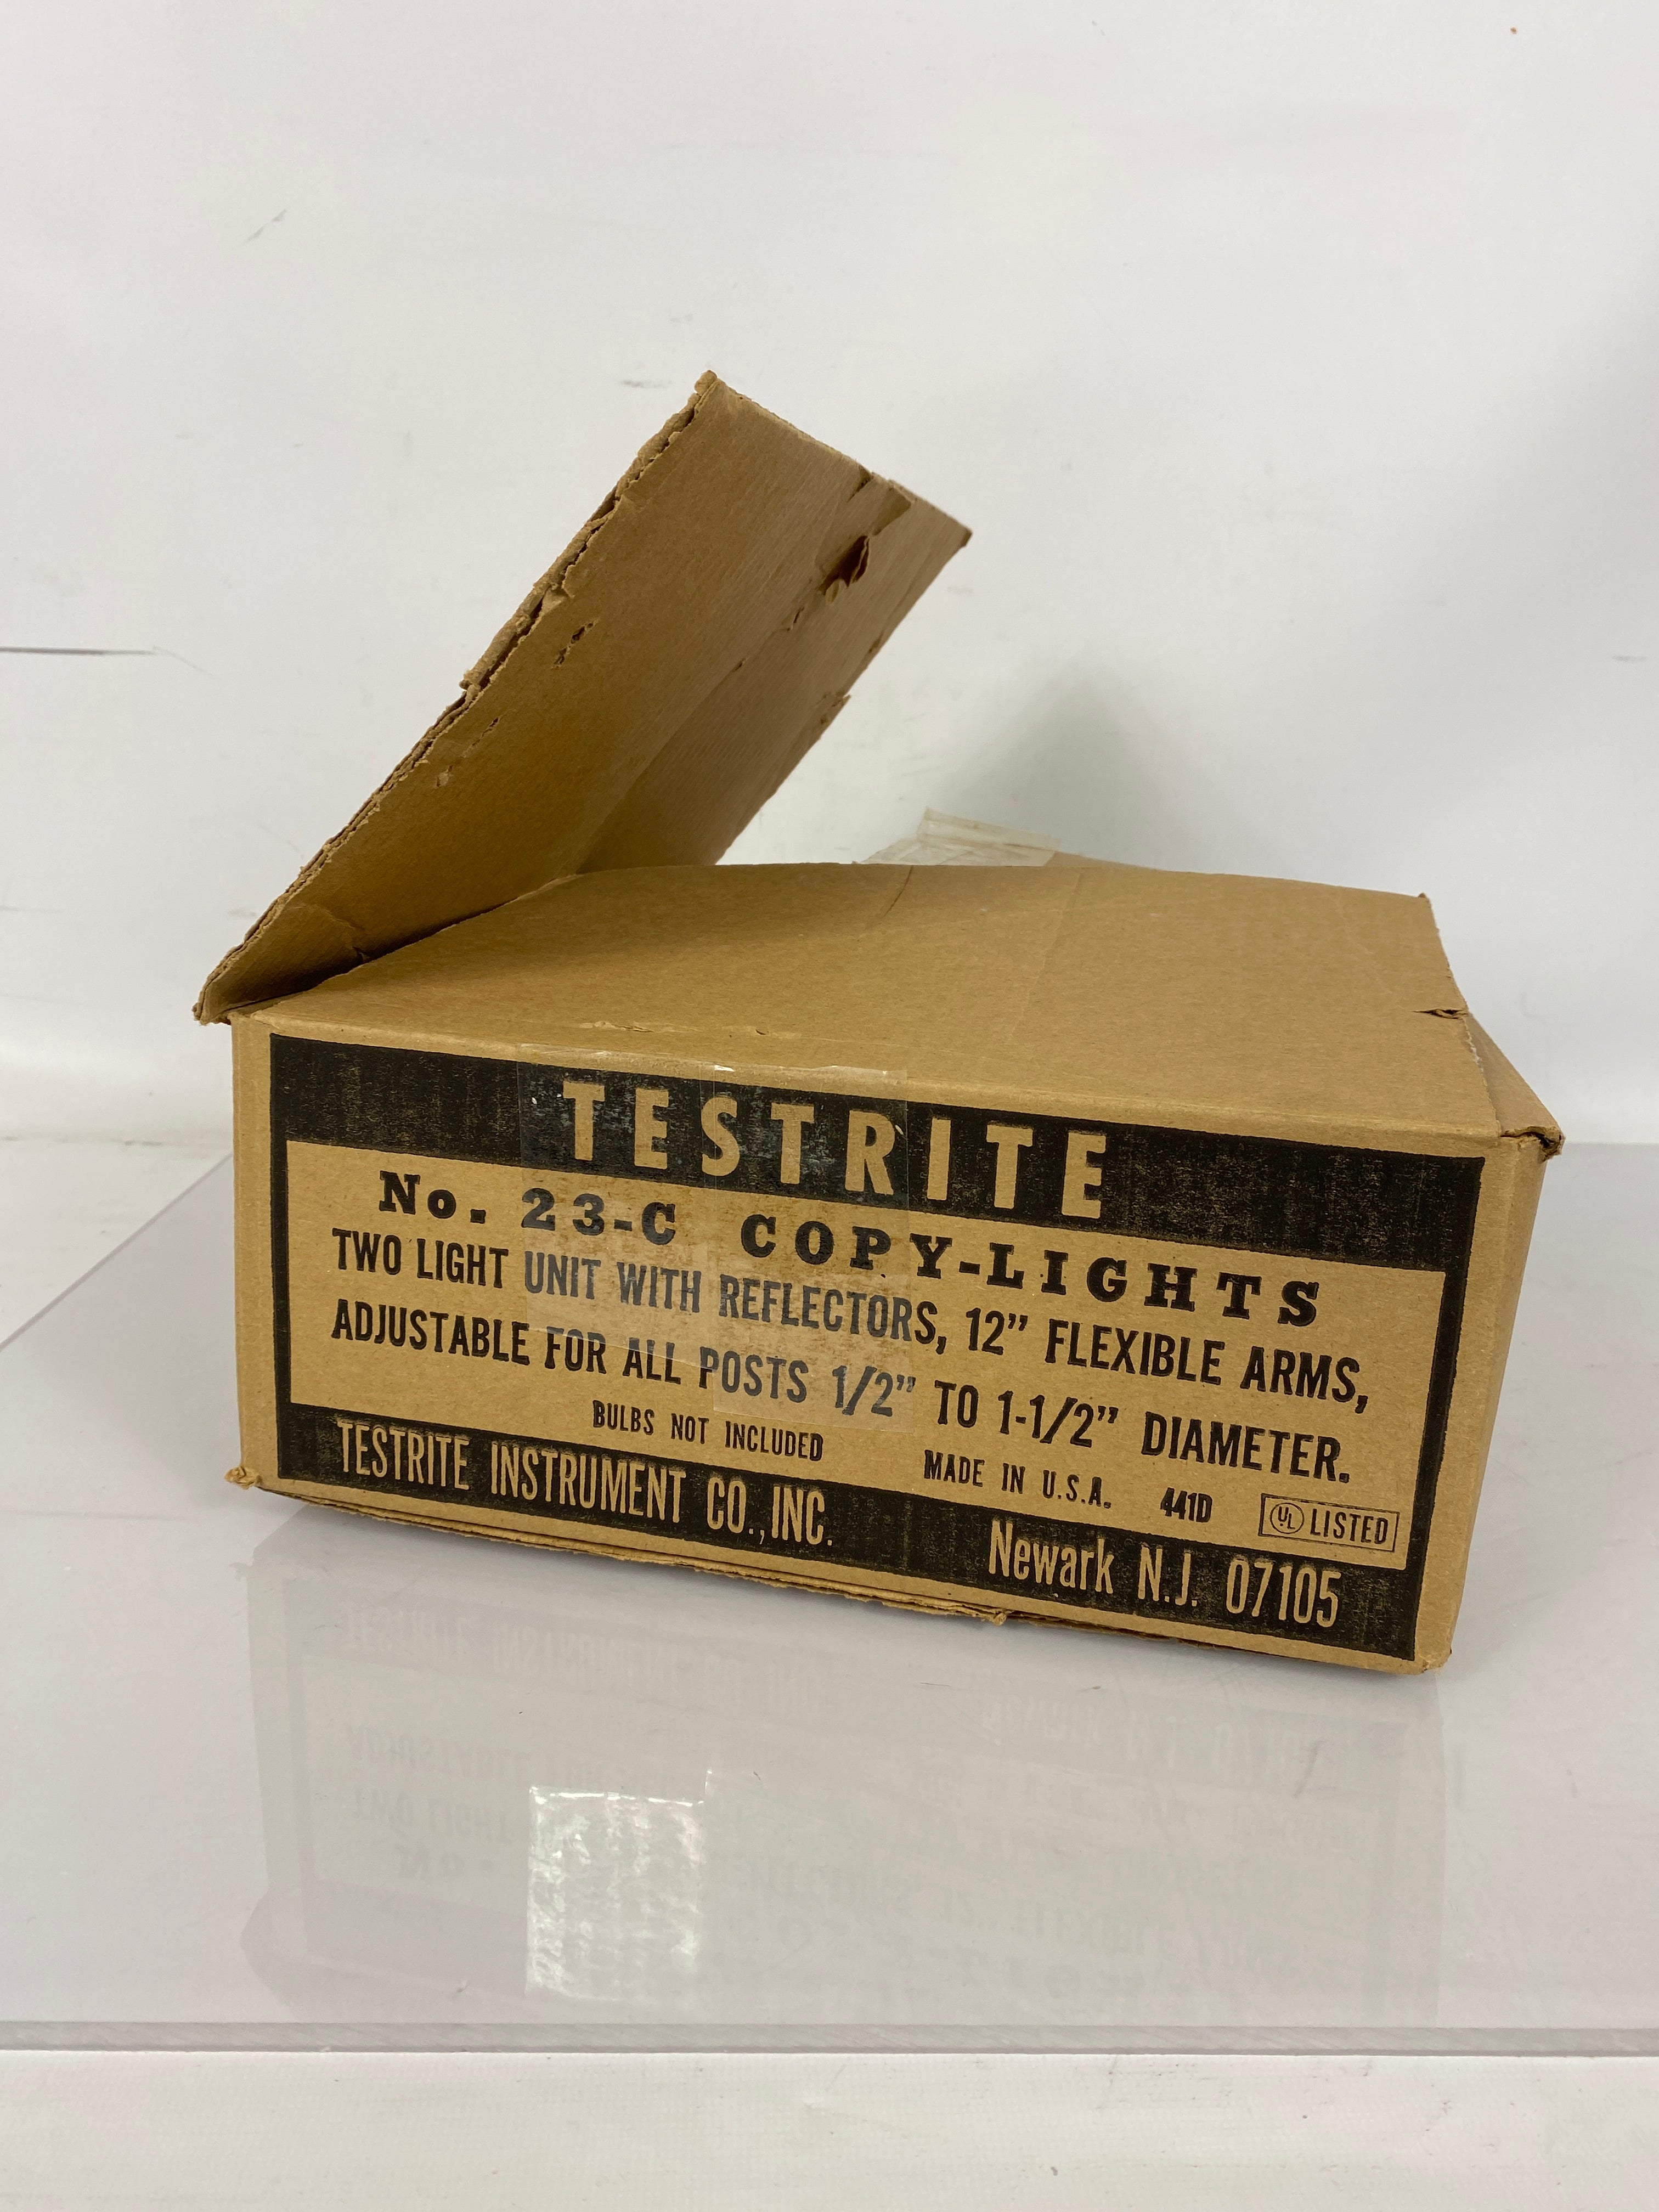 TESTRITE
No. 23-C COPY-LIGHTS
TWO LIGHT UNIT WITH REFLECTORS, 12” FLEXIBLE ARMS,
ADJUSTABLE FOR ALL POSTS 1/2” TO 1-1/2” DIAMETER.
BULBS NOT INCLUDED MADE IN U.S.A. 441D UL LISTED
TESTRITE INSTRUMENT CO., INC. Newark N.J. 07105